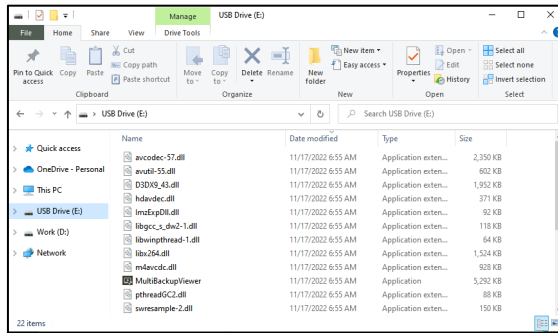 Manage USB Drive (E:)
File Home Share View Drive Tools
Pin to Quick access
Copy
Paste
Cut
Copy path
Paste shortcut
Clipboard
Move to
Copy to
Delete
Rename
Organize
New folder
New item
Easy access
New
Properties
Open
Edit
History
Open
Select all
Select none
Invert selection
Select
USB Drive (E:) Search USB Drive (E:)
Name Date modified Type Size
Quick access
OneDrive - Personal
This PC
USB Drive (E:)
Work (D:)
Network
avcodec-57.dll 11/17/2022 6:55 AM Application exten... 2,350 KB
avutil-55.dll 11/17/2022 6:55 AM Application exten... 602 KB
D3DX9_43.dll 11/17/2022 6:55 AM Application exten... 1,952 KB
hdavdec.dll 11/17/2022 6:55 AM Application exten... 371 KB
ImzExpDll.dll 11/17/2022 6:55 AM Application exten... 92 KB
libgcc_s_dw2-1.dll 11/17/2022 6:55 AM Application exten... 118 KB
libwinpthread-1.dll 11/17/2022 6:55 AM Application exten... 64 KB
libx264.dll 11/17/2022 6:55 AM Application exten... 1,524 KB
m4avcdc.dll 11/17/2022 6:55 AM Application exten... 928 KB
MultiBackupViewer 11/17/2022 6:55 AM Application 5,292 KB
pthreadGC2.dll 11/17/2022 6:55 AM Application exten... 88 KB
swresample-2.dll 11/17/2022 6:55 AM Application exten... 150 KB
22 items